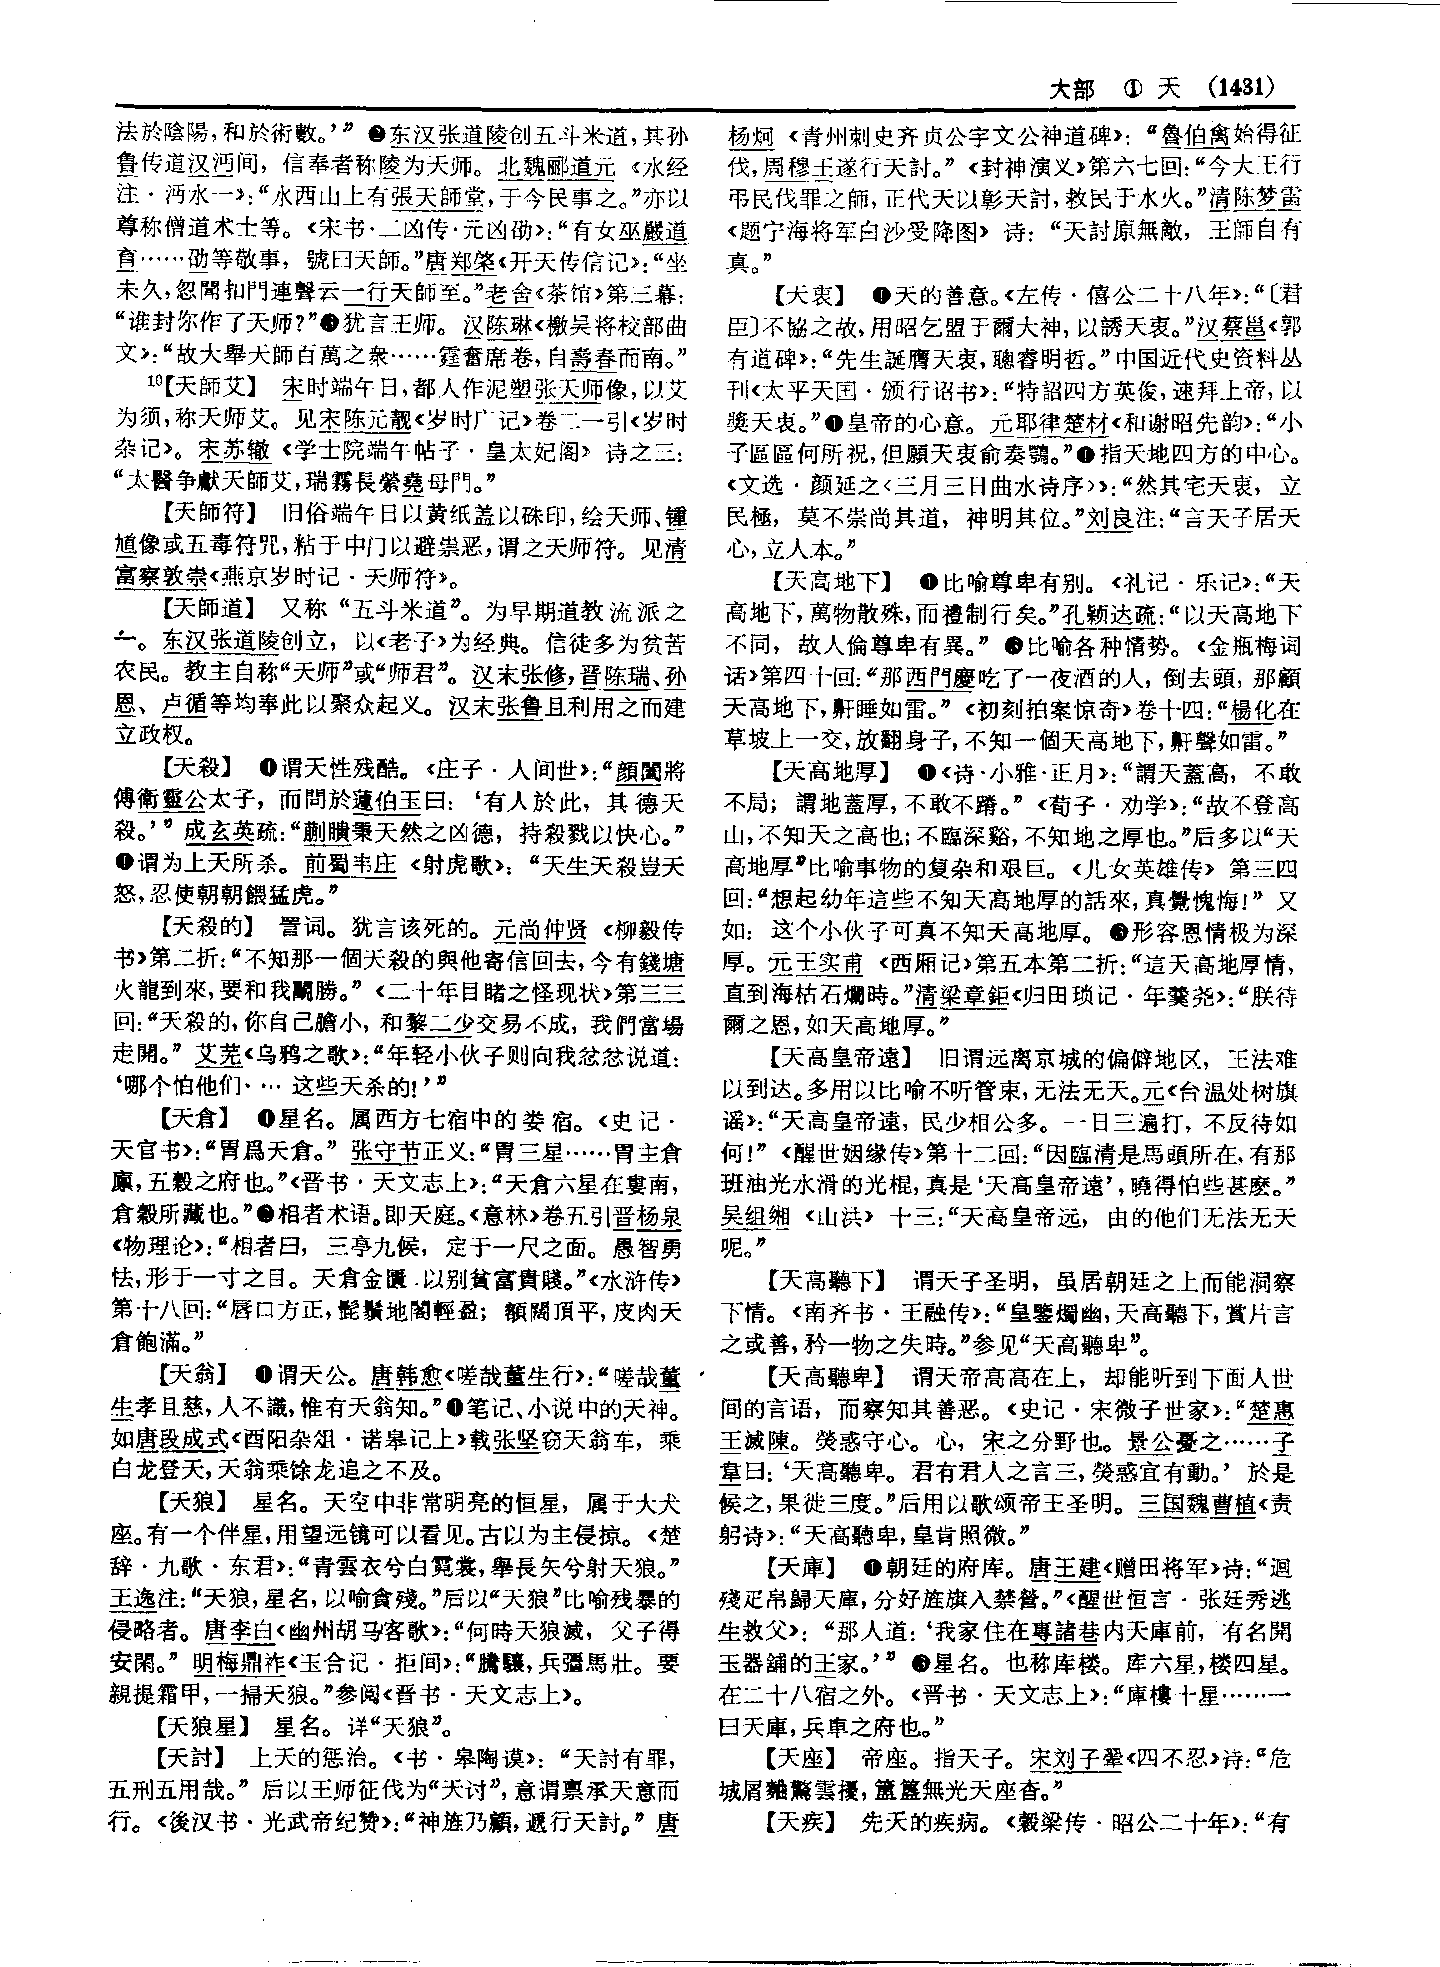 大部 ① 天 (1431)
法於陰陽,和於術數。’” ❷东汉张道陵创五斗米道,其孙
鲁传道汉沔间，信奉者称陵为天师。北魏郦道元《水经
注·沔水一》:“水西山上有張天師堂,于今民事之。”亦以
尊称僧道术士等。《宋书·二凶传·元凶劭》:“有女巫嚴道
育……劭等敬事，號曰天師。”唐郑棨《开天传信记》:“坐
未久,忽聞扣門連聲云一行天師至。”老舍《茶馆》第三幕:
“谁封你作了天师?”❸犹言王师。汉陈琳《檄吴将校部曲
文》:“故大舉天師百萬之衆……霆奮席卷,自壽春而南。”
¹⁰【天師艾】 宋时端午日,都人作泥塑张天师像,以艾
为须,称天师艾。见宋陈元靓《岁时广记》卷二一引《岁时
杂记》。宋苏辙《学士院端午帖子·皇太妃阁》诗之三:
“太醫争獻天師艾,瑞霧長縈堯母門。”
【天師符】 旧俗端午日以黄纸盖以硃印,绘天师、锺
馗像或五毒符咒,粘于中门以避祟恶,谓之天师符。见清
富察敦崇《燕京岁时记·天师符》。
【天師道】 又称“五斗米道”。为早期道教流派之
一。东汉张道陵创立，以《老子》为经典。信徒多为贫苦
农民。教主自称“天师”或“师君”。汉末张修,晋陈瑞、孙
恩、卢循等均奉此以聚众起义。汉末张鲁且利用之而建
立政权。
【天殺】 ❶谓天性残酷。《庄子·人间世》:“顔闔將
傅衛靈公太子，而問於蘧伯玉曰：‘有人於此，其德天
殺。’”成玄英疏:“蒯瞶秉天然之凶德，持殺戮以快心。”
❷谓为上天所杀。前蜀韦庄《射虎歌》：“天生天殺豈天
怒,忍使朝朝餵猛虎。”
【天殺的】 詈词。犹言该死的。元尚仲贤《柳毅传
书》第二折:“不知那一個天殺的與他寄信回去,今有錢塘
火龍到來,要和我鬭勝。”《二十年目睹之怪现状》第三三
回:“天殺的,你自己膽小，和黎二少交易不成，我們當場
走開。”艾芜《乌鸦之歌》:“年轻小伙子则向我忿忿说道：
‘哪个怕他们…… 这些天杀的!’”
【天倉】 ❶星名。属西方七宿中的娄宿。《史记·
天官书》:“胃爲天倉。”张守节正义:“胃三星……胃主倉
廪,五穀之府也。”《晋书·天文志上》:“天倉六星在婁南，
倉穀所藏也。”❷相者术语。即天庭。《意林》卷五引晋杨泉
《物理论》:“相者曰，三亭九候，定于一尺之面。愚智勇
怯,形于一寸之目。天倉金匱，以别貧富貴賤。”《水浒传》
第十八回:“唇口方正,髭鬚地閣輕盈；額闊頂平,皮肉天
倉飽滿。”
【天翁】 ❶谓天公。唐韩愈《嗟哉董生行》:“嗟哉董
生孝且慈,人不識,惟有天翁知。”❷笔记、小说中的天神。
如唐段成式《酉阳杂俎·诺皋记上》载张坚窃天翁车，乘
白龙登天,天翁乘馀龙追之不及。
【天狼】 星名。天空中非常明亮的恒星，属于大犬
座。有一个伴星,用望远镜可以看见。古以为主侵掠。《楚
辞·九歌·东君》:“青雲衣兮白霓裳,舉長矢兮射天狼。”
王逸注:“天狼,星名,以喻貪殘。”后以“天狼”比喻残暴的
侵略者。唐李白《幽州胡马客歌》:“何時天狼滅，父子得
安閑。”明梅鼎祚《玉合记·拒间》:“騰驤,兵彊馬壯。要
親提霜甲,一掃天狼。”参阅《晋书·天文志上》。
【天狼星】 星名。详“天狼”。
【天討】 上天的惩治。《书·皋陶谟》：“天討有罪，
五刑五用哉。”后以王师征伐为“天讨”,意谓禀承天意而
行。《後汉书·光武帝纪赞》:“神旌乃顧,遞行天討。”唐
杨炯《青州刺史齐贞公宇文公神道碑》：“魯伯禽始得征
伐,周穆王遂行天討。”《封神演义》第六七回:“今大王行
弔民伐罪之師,正代天以彰天討,救民于水火。”清陈梦雷
《题宁海将军白沙受降图》诗：“天討原無敵，王師自有
真。”
【天衷】 ❶天的善意。《左传·僖公二十八年》:“〔君
臣〕不協之故,用昭乞盟于爾大神,以誘天衷。”汉蔡邕《郭
有道碑》:“先生誕膺天衷,聰睿明哲。”中国近代史资料丛
刊《太平天国·颁行诏书》:“特詔四方英俊,速拜上帝,以
奬天衷。”❷皇帝的心意。元耶律楚材《和谢昭先韵》:“小
子區區何所祝,但願天衷俞奏鶚。”❸指天地四方的中心。
《文选·颜延之〈三月三日曲水诗序〉》:“然其宅天衷，立
民極，莫不崇尚其道，神明其位。”刘良注:“言天子居天
心,立人本。”
【天高地下】 ❶比喻尊卑有别。《礼记·乐记》:“天
高地下,萬物散殊,而禮制行矣。”孔颖达疏:“以天高地下
不同，故人倫尊卑有異。”❷比喻各种情势。《金瓶梅词
话》第四十回:“那西門慶吃了一夜酒的人，倒去頭，那顧
天高地下,鼾睡如雷。”《初刻拍案惊奇》卷十四:“楊化在
草坡上一交,放翻身子,不知一個天高地下,鼾聲如雷。”
【天高地厚】 ❶《诗·小雅·正月》:“謂天蓋高，不敢
不局；謂地蓋厚,不敢不蹐。”《荀子·劝学》:“故不登高
山,不知天之高也;不臨深谿,不知地之厚也。”后多以“天
高地厚”比喻事物的复杂和艰巨。《儿女英雄传》第三四
回:“想起幼年這些不知天高地厚的話來,真覺愧悔!”又
如：这个小伙子可真不知天高地厚。❷形容恩情极为深
厚。元王实甫《西厢记》第五本第二折:“這天高地厚情，
直到海枯石爛時。”清梁章鉅《归田琐记·年羹尧》:“朕待
爾之恩,如天高地厚。”
【天高皇帝遠】 旧谓远离京城的偏僻地区，王法难
以到达。多用以比喻不听管束,无法无天。元《台温处树旗
谣》:“天高皇帝遠，民少相公多。一日三遍打，不反待如
何!”《醒世姻缘传》第十二回:“因臨清是馬頭所在,有那
班油光水滑的光棍,真是‘天高皇帝遠’,曉得怕些甚麽。”
吴组缃《山洪》十三:“天高皇帝远，由的他们无法无天
呢。”
【天高聽下】 谓天子圣明，虽居朝廷之上而能洞察
下情。《南齐书·王融传》:“皇鑒燭幽,天高聽下,賞片言
之或善,矜一物之失時。”参见“天高聽卑”。
【天高聽卑】 谓天帝高高在上，却能听到下面人世
间的言语，而察知其善恶。《史记·宋微子世家》:“楚惠
王滅陳。熒惑守心。心，宋之分野也。景公憂之……子
韋曰：‘天高聽卑。君有君人之言三,熒惑宜有動。’於是
候之,果徙三度。”后用以歌颂帝王圣明。三国魏曹植《责
躬诗》:“天高聽卑,皇肯照微。”
【天庫】 ❶朝廷的府库。唐王建《赠田将军》诗:“迴
殘疋帛歸天庫,分好旌旗入禁營。”《醒世恒言·张廷秀逃
生救父》：“那人道：‘我家住在專諸巷内天庫前，有名開
玉器舖的王家。’”❷星名。也称库楼。库六星,楼四星。
在二十八宿之外。《晋书·天文志上》:“庫樓十星……一
曰天庫,兵車之府也。”
【天座】 帝座。指天子。宋刘子翚《四不忍》诗:“危
城屑麴驚雲擾,簠簋無光天座杳。”
【天疾】 先天的疾病。《穀梁传·昭公二十年》:“有